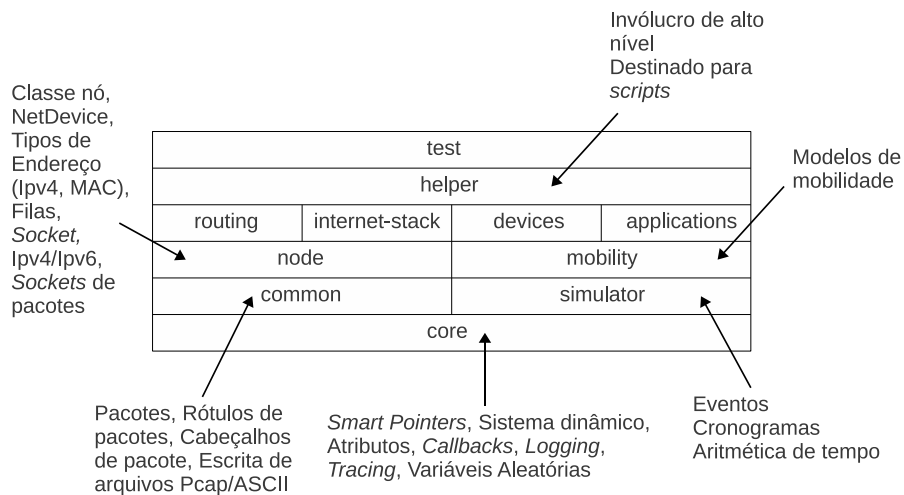 Invólucro de alto
nível
Destinado para
scripts
Classe nó,
NetDevice,
Tipos de
Endereço
(Ipv4, MAC),
Filas,
Socket,
Ipv4/Ipv6,
Sockets de
pacotes
test
helper
routing
internet-stack
devices
applications
node
mobility
common
simulator
core
Modelos de
mobilidade
Pacotes, Rótulos de
pacotes, Cabeçalhos
de pacote, Escrita de
arquivos Pcap/ASCII
Smart Pointers, Sistema dinâmico,
Atributos, Callbacks, Logging,
Tracing, Variáveis Aleatórias
Eventos
Cronogramas
Aritmética de tempo